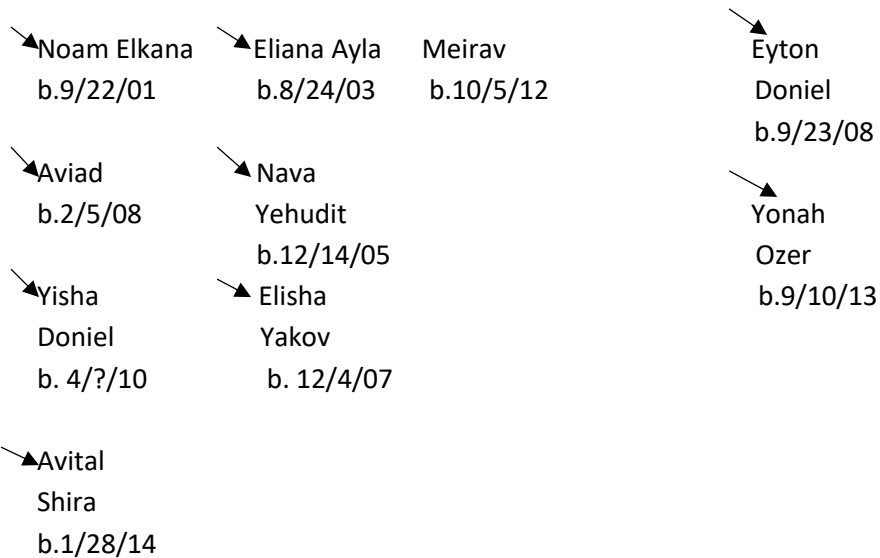 Noam Elkana Eliana Ayla Meirav Eyton
b.9/22/01 b.8/24/03 b.10/5/12 Doniel
b.9/23/08
Aviad Nava
b.2/5/08 Yehudit Yonah
b.12/14/05 Ozer
Yisha Elisha b.9/10/13
Doniel Yakov
b. 4/?/10 b. 12/4/07
Avital
Shira
b.1/28/14